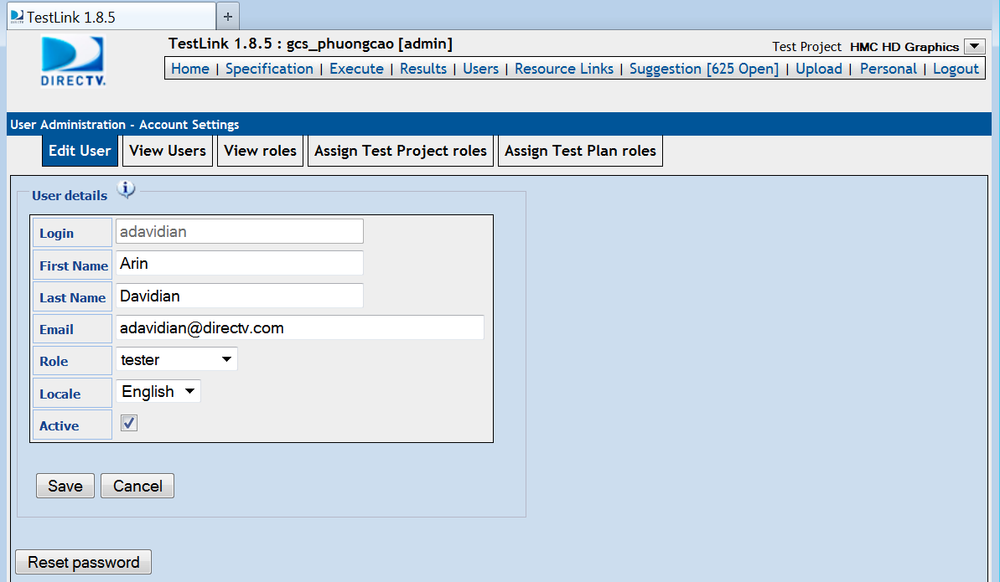 TestLink 1.8.5
+
DIRECTV.
TestLink 1.8.5 : gcs_phuongcao [admin]
Test Project HMC HD Graphics
Home | Specification | Execute | Results | Users | Resource Links | Suggestion [625 Open] | Upload | Personal | Logout
User Administration - Account Settings
Edit User View Users View roles Assign Test Project roles Assign Test Plan roles
User details i
Login adavidian
First Name Arin
Last Name Davidian
Email adavidian@directv.com
Role tester
Locale English
Active
Save Cancel
Reset password